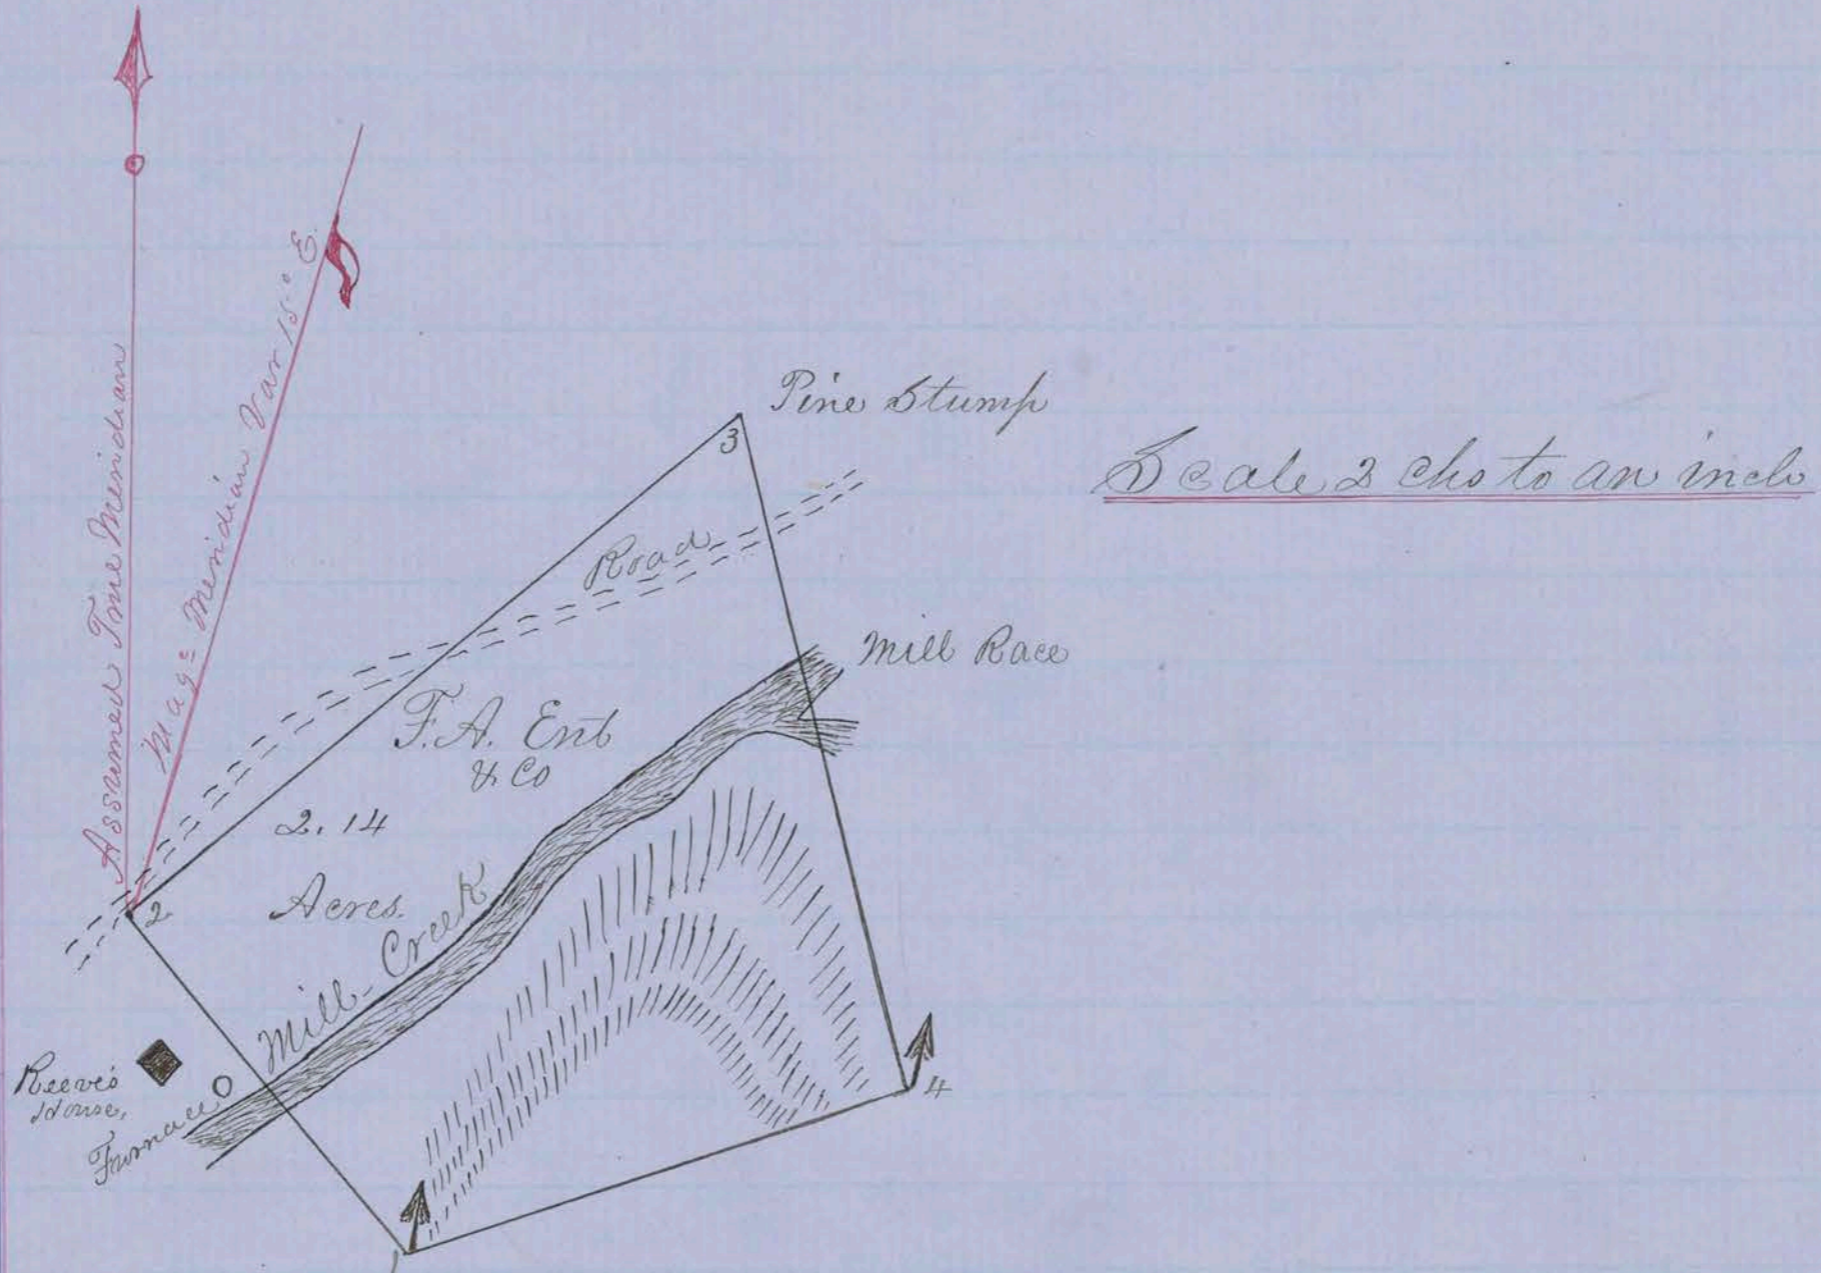 Assumed True Meridian
Mag= Meridian Var 15° E.
Pine Stump
3
Scale 2 chs to an inch
Road
Mill Race
F. A. Ent
& Co
2.14
Acres.
2
Mill Creek
Reeve's
House,
Furnace
4
1